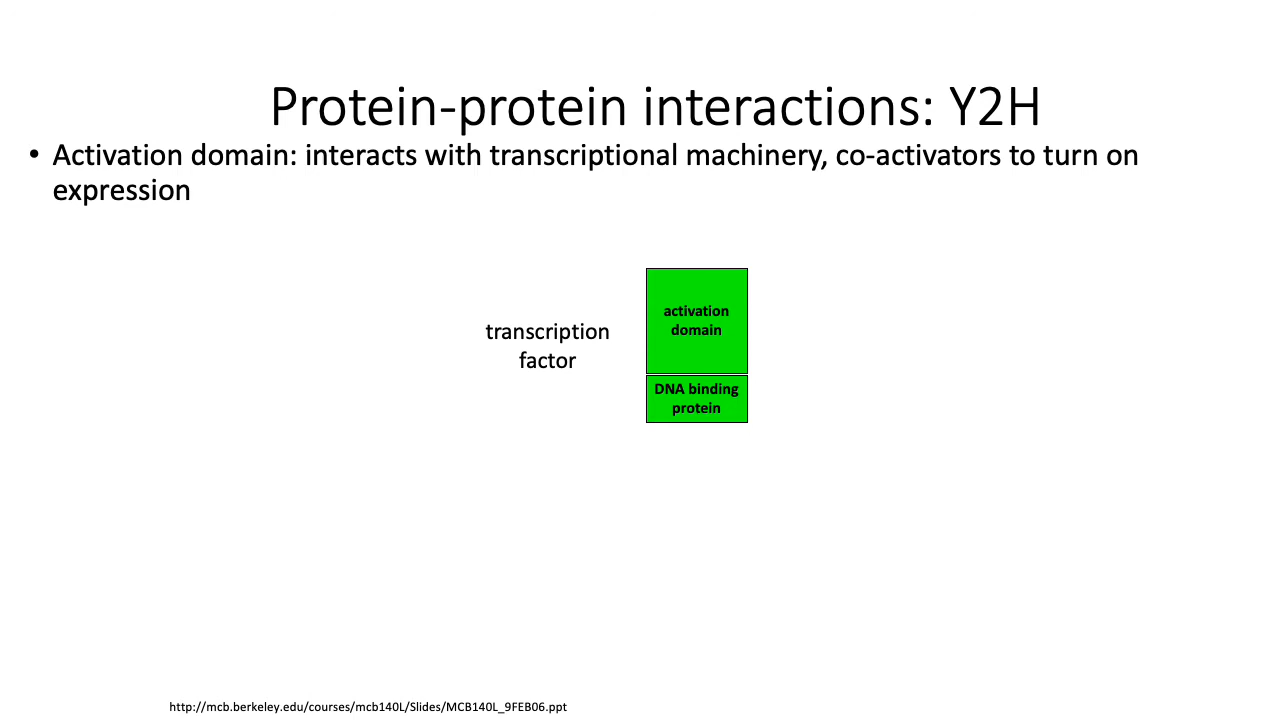 Protein-protein interactions: Y2H
• Activation domain: interacts with transcriptional machinery, co-activators to turn on
expression
activation
domain
transcription
factor
DNA binding
protein
http://mcb.berkeley.edu/courses/mcb140L/Slides/MCB140L_9FEB06.ppt